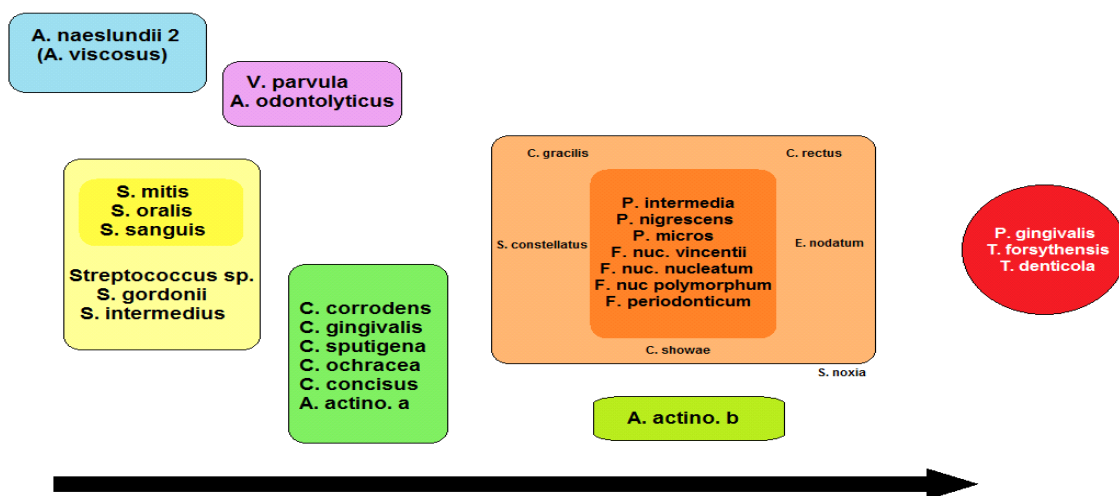 A. naeslundii 2
(A. viscosus)
V. parvula
A. odontolyticus
S. mitis
S. oralis
S. sanguis
Streptococcus sp.
S. gordonii
S. intermedius
C. corrodens
C. gingivalis
C. sputigena
C. ochracea
C. concisus
A. actino. a
C. gracilis
C. rectus
P. intermedia
P. nigrescens
P. micros
F. nuc. vincentii
F. nuc. nucleatum
F. nuc polymorphum
F. periodonticum
S. constellatus
E. nodatum
C. showae
S. noxia
A. actino. b
P. gingivalis
T. forsythensis
T. denticola